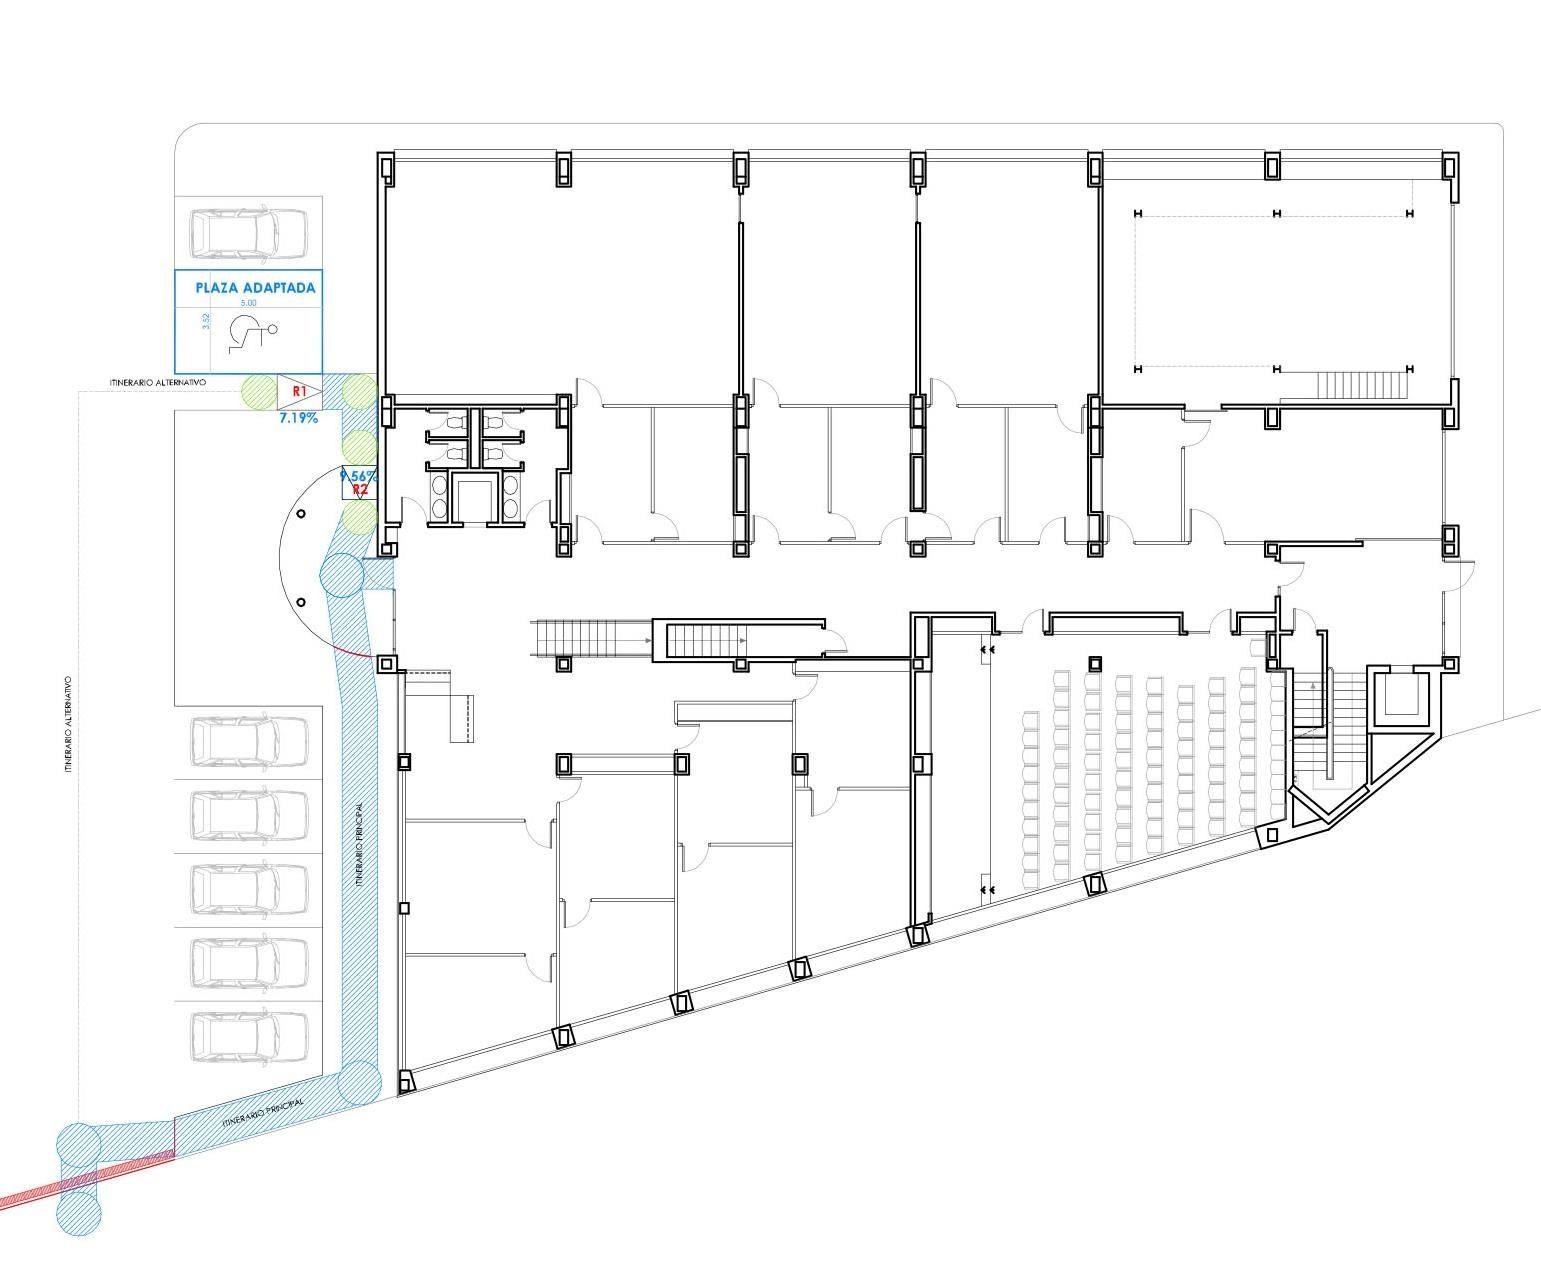 PLAZA ADAPTADA
5.00
3.52
ITINERARIO ALTERNATIVO
R1
7.19%
9.56%
R2
ITINERARIO ALTERNATIVO
ITINERARIO PRINCIPAL
ITINERARIO PRINCIPAL